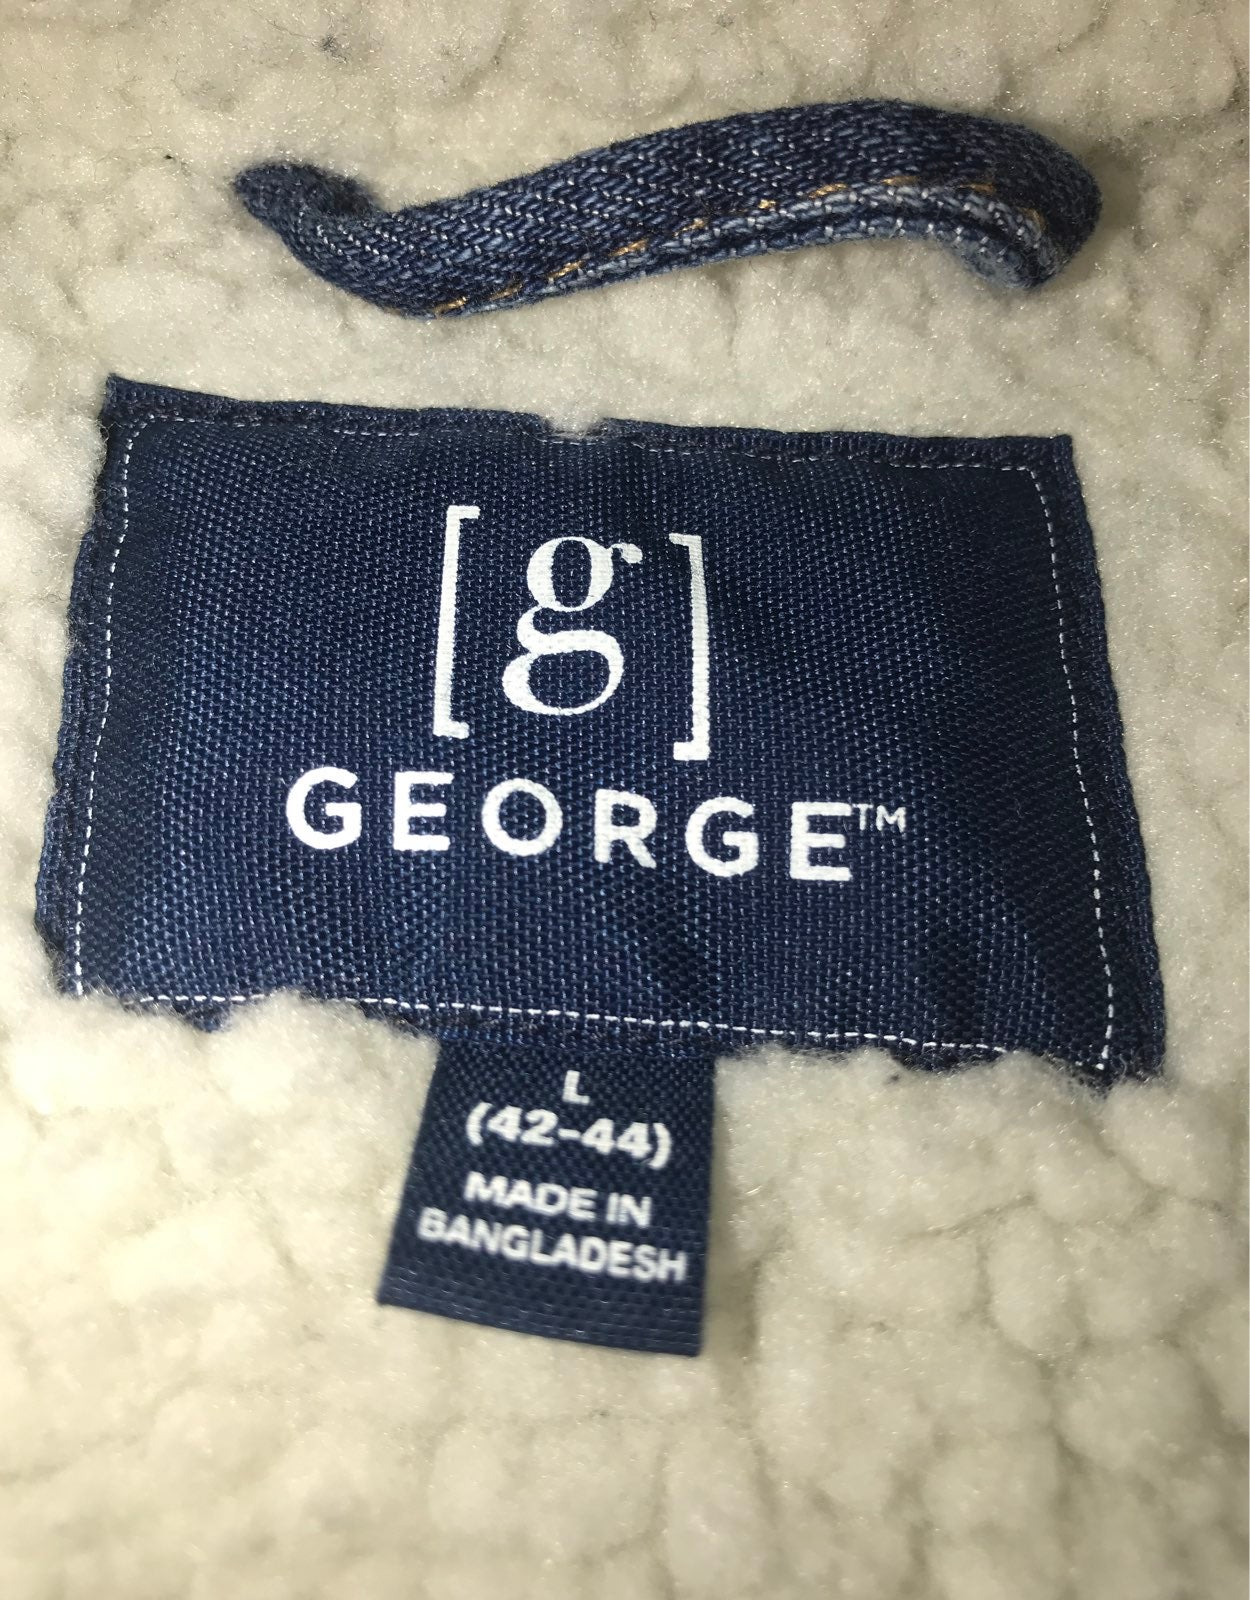 [g]
GEORGE™
L
(42-44)
MADE IN
BANGLADESH